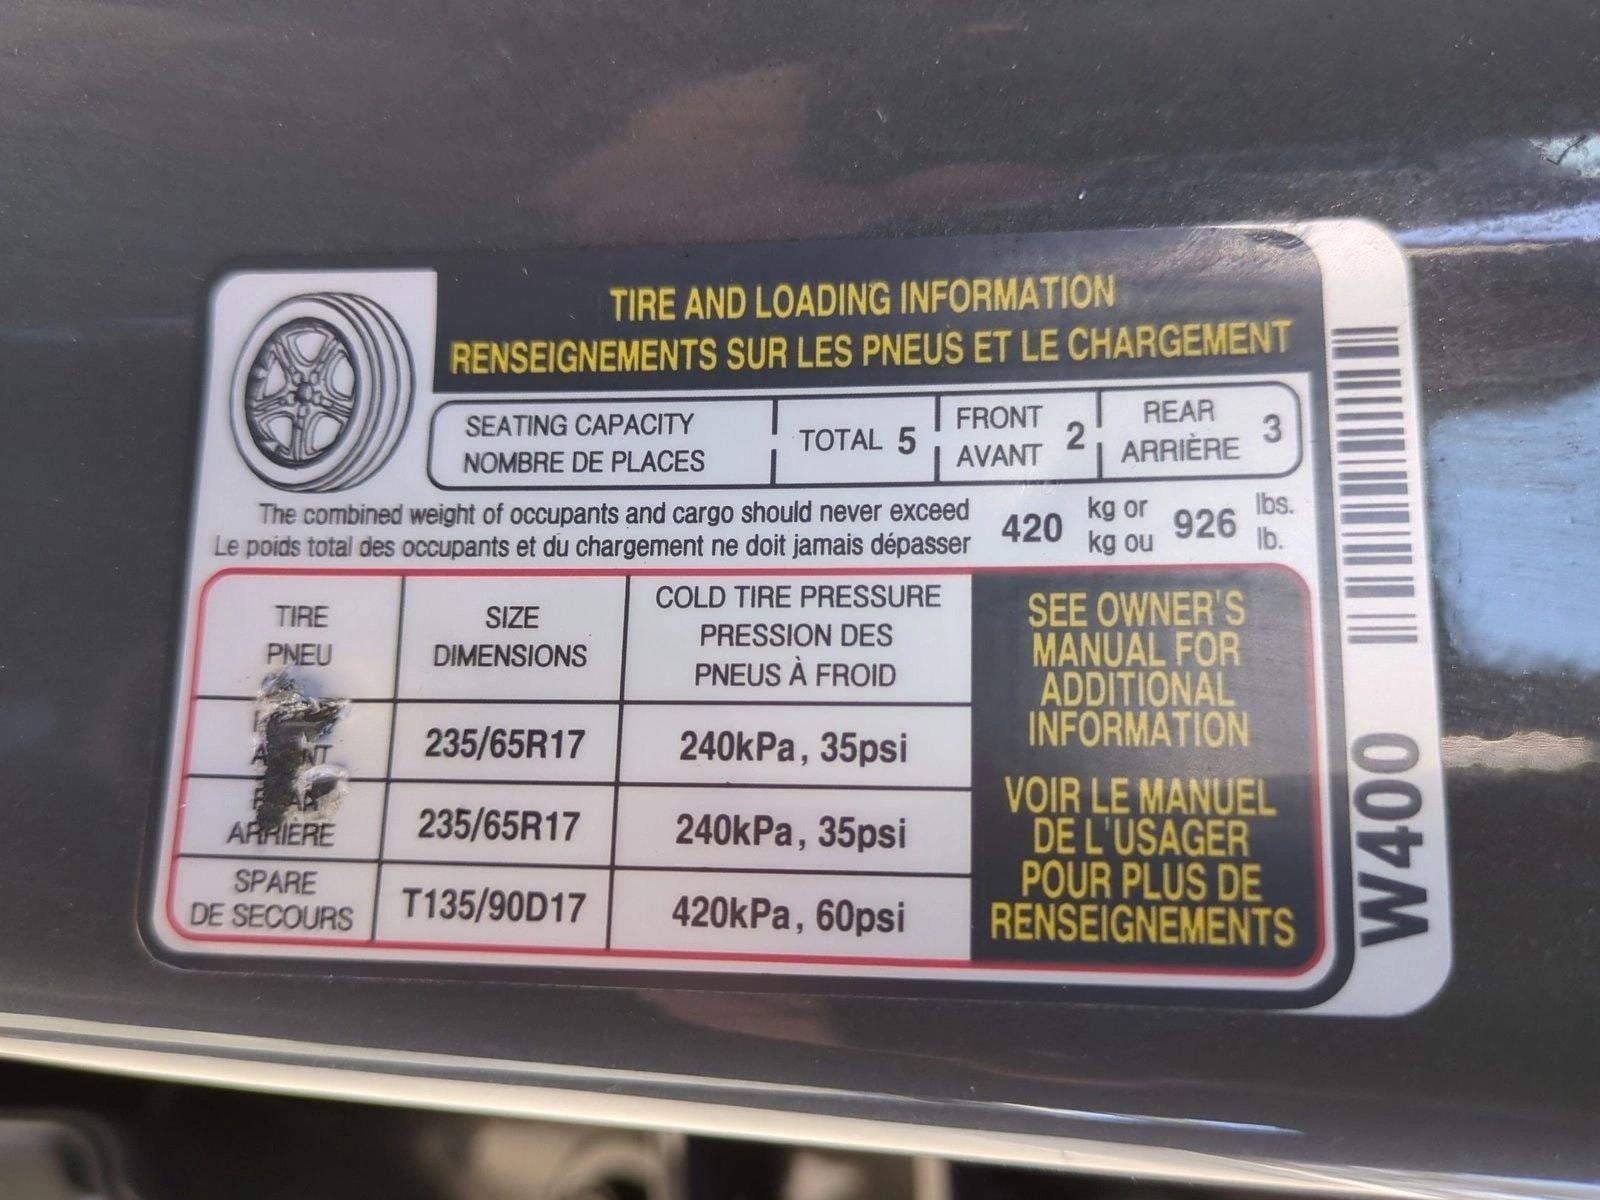 TIRE AND LOADING INFORMATION
RENSEIGNEMENTS SUR LES PNEUS ET LE CHARGEMENT
SEATING CAPACITY
NOMBRE DE PLACES
TOTAL 5
FRONT
AVANT 2
REAR
ARRIÈRE 3
The combined weight of occupants and cargo should never exceed 420 kg or 926 lbs.
Le poids total des occupants et du chargement ne doit jamais dépasser kg ou lb.
TIRE
PNEU
SIZE
DIMENSIONS
COLD TIRE PRESSURE
PRESSION DES
PNEUS À FROID
235/65R17 240kPa, 35psi
ARRIERE 235/65R17 240kPa, 35psi
SPARE
DE SECOURS
T135/90D17 420kPa, 60psi
SEE OWNER'S
MANUAL FOR
ADDITIONAL
INFORMATION
VOIR LE MANUEL
DE L'USAGER
POUR PLUS DE
RENSEIGNEMENTS
W400